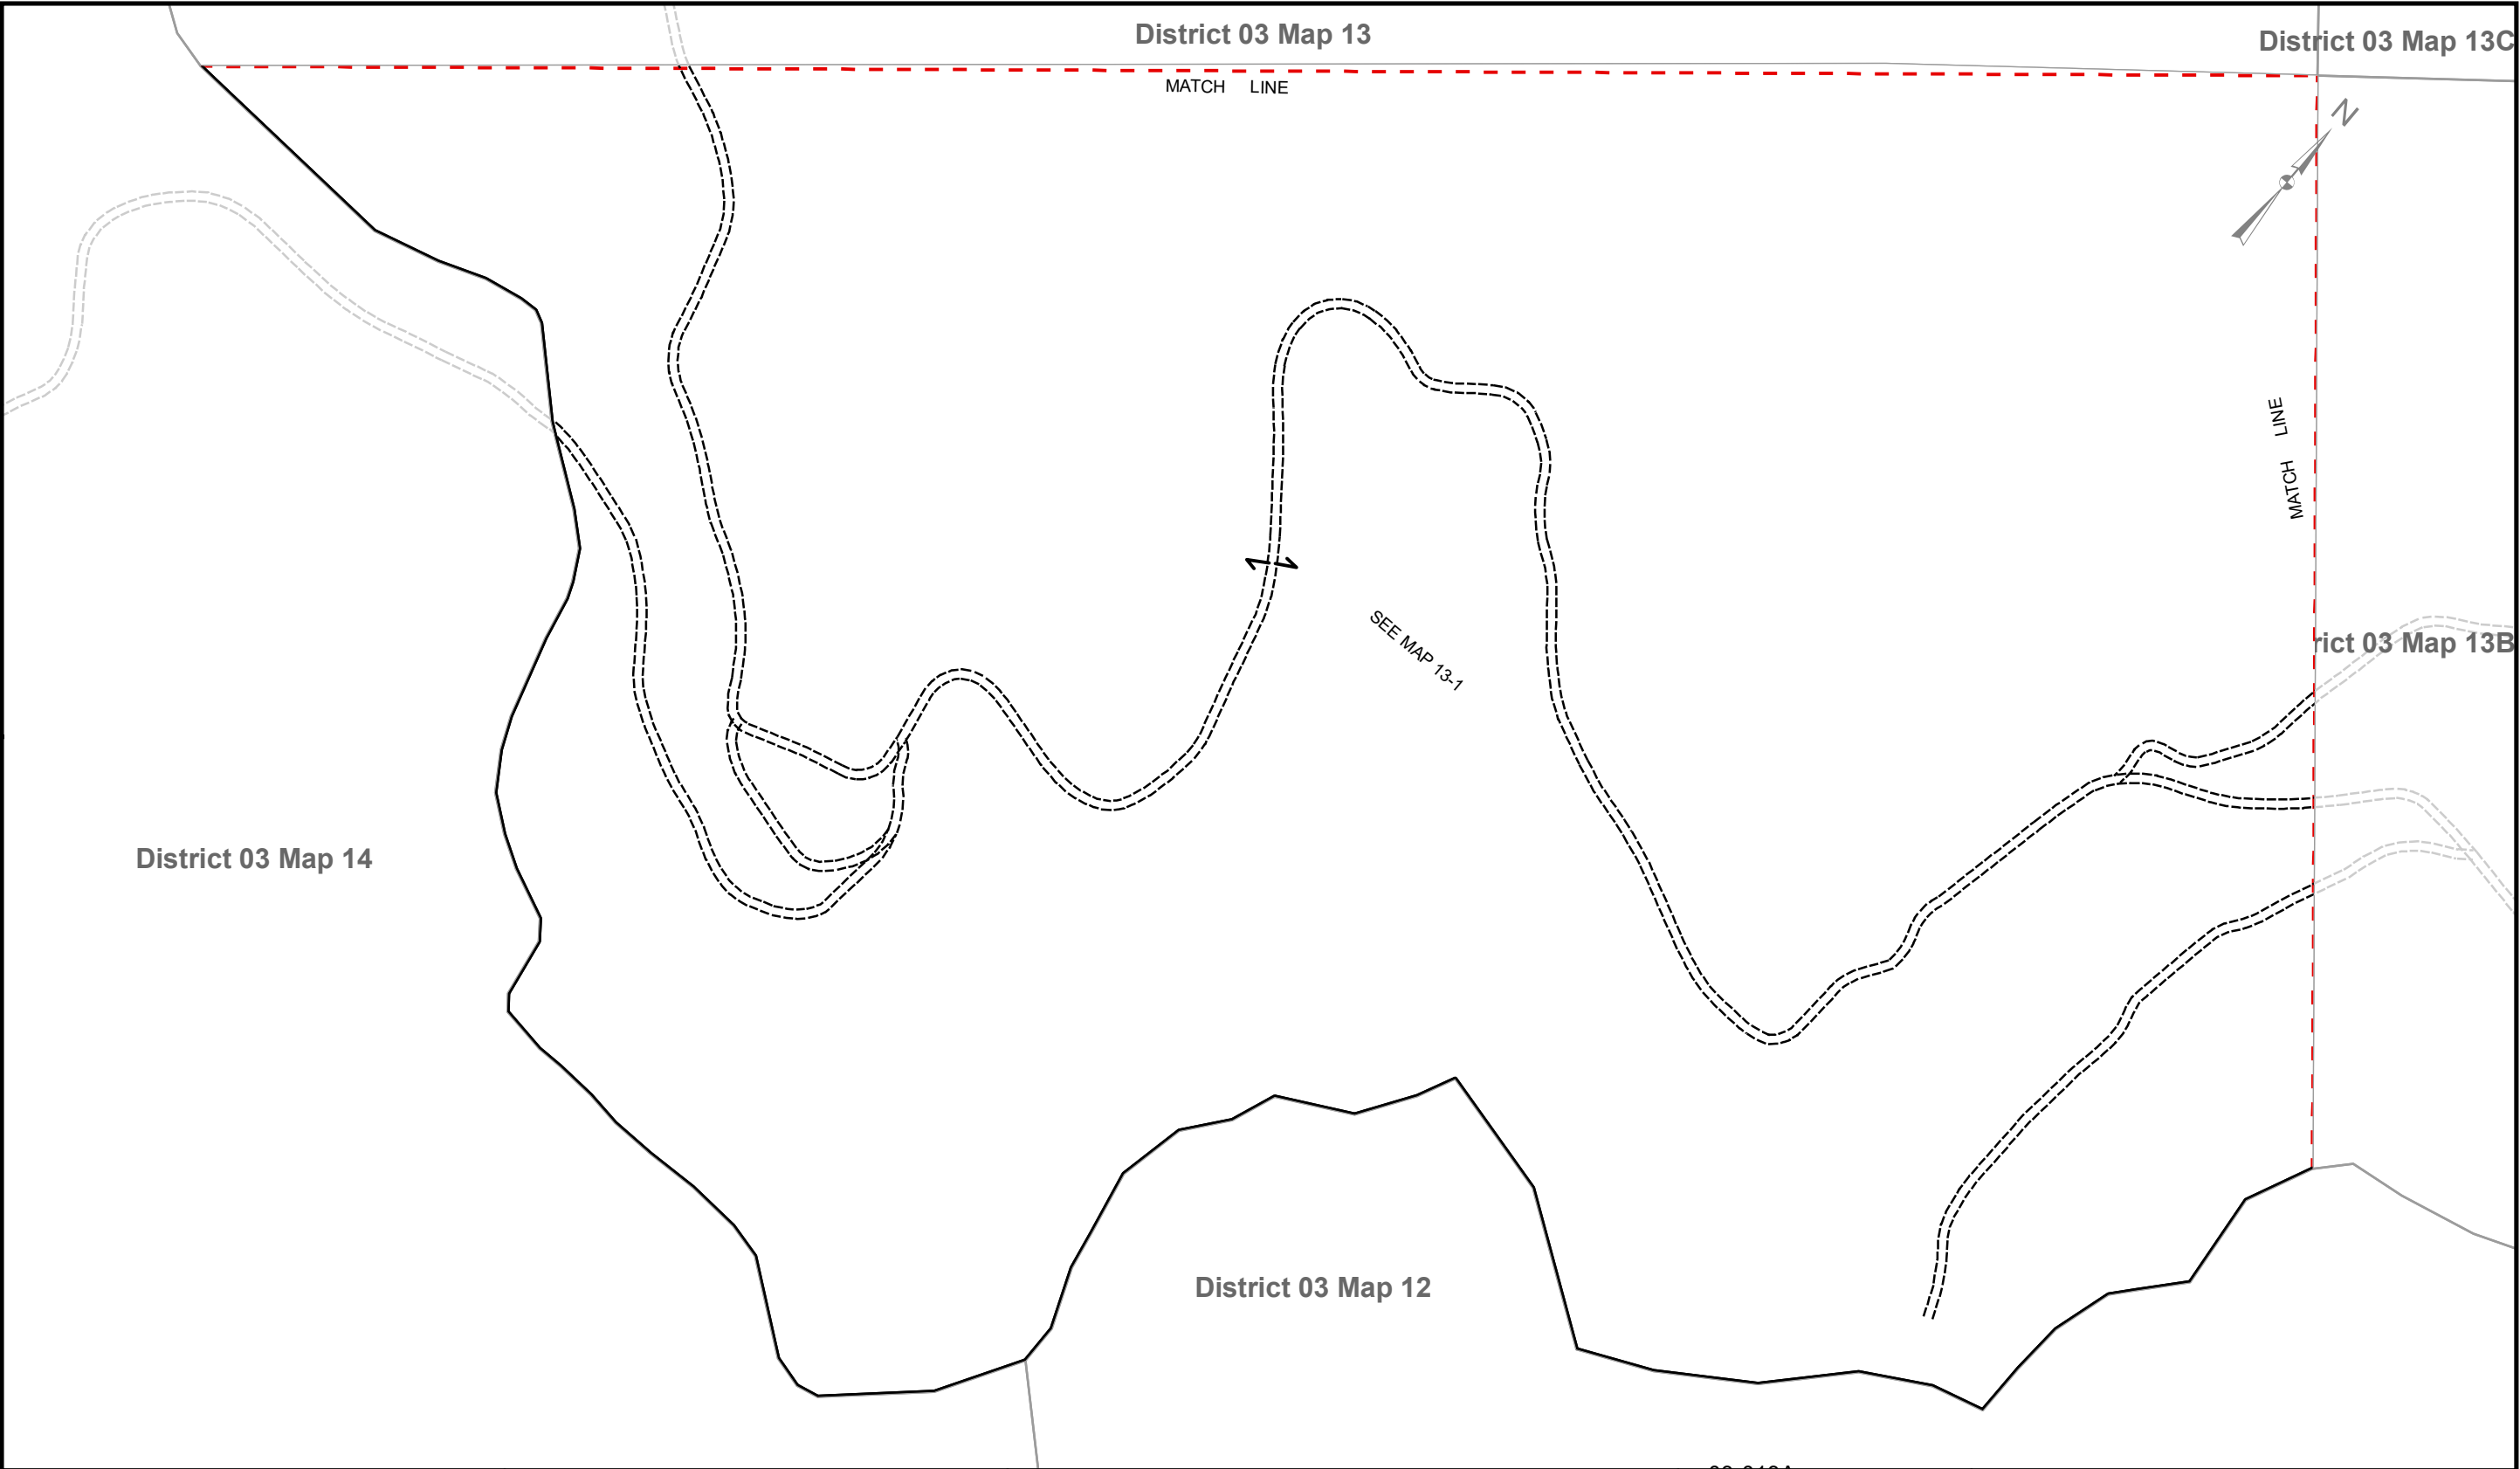 District 03 Map 13
District 03 Map 13C
MATCH LINE
N
MATCH LINE
SEE MAP 13-1
rict 03 Map 13B
District 03 Map 14
District 03 Map 12